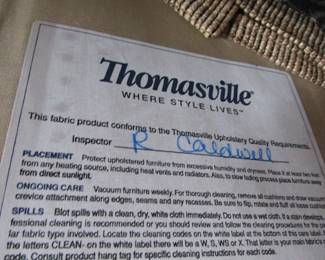 Thomasville®
WHERE STYLE LIVES™
This fabric product conforms to the Thomasville Upholstery Quality Requirements.
Inspector R Caldwell
PLACEMENT Protect upholstered furniture from excessive humidity and dryness. Place it at least two feet
from any heating source, including heat vents and radiators. Also, to slow fading process place furniture away
from direct sunlight.
ONGOING CARE Vacuum furniture weekly. For thorough cleaning, remove all cushions and draw vacuum
crevice attachment along edges, seams and any recesses. Be sure to flip, rotate and fluff all loose cushions
SPILLS Blot spills with a clean, dry, white cloth immediately. Do not use a wet cloth. If a stain develops
fessional cleaning is recommended or you should review and follow the cleaning procedures for the pa
lar fabric type involved. Locate the cleaning codes on the white label at the bottom of this care label.
the letters CLEAN- on the white label there will be a W, S, WS or X. That letter is your main fabric's
code. Consult product hang tag for specific cleaning instructions for each code.